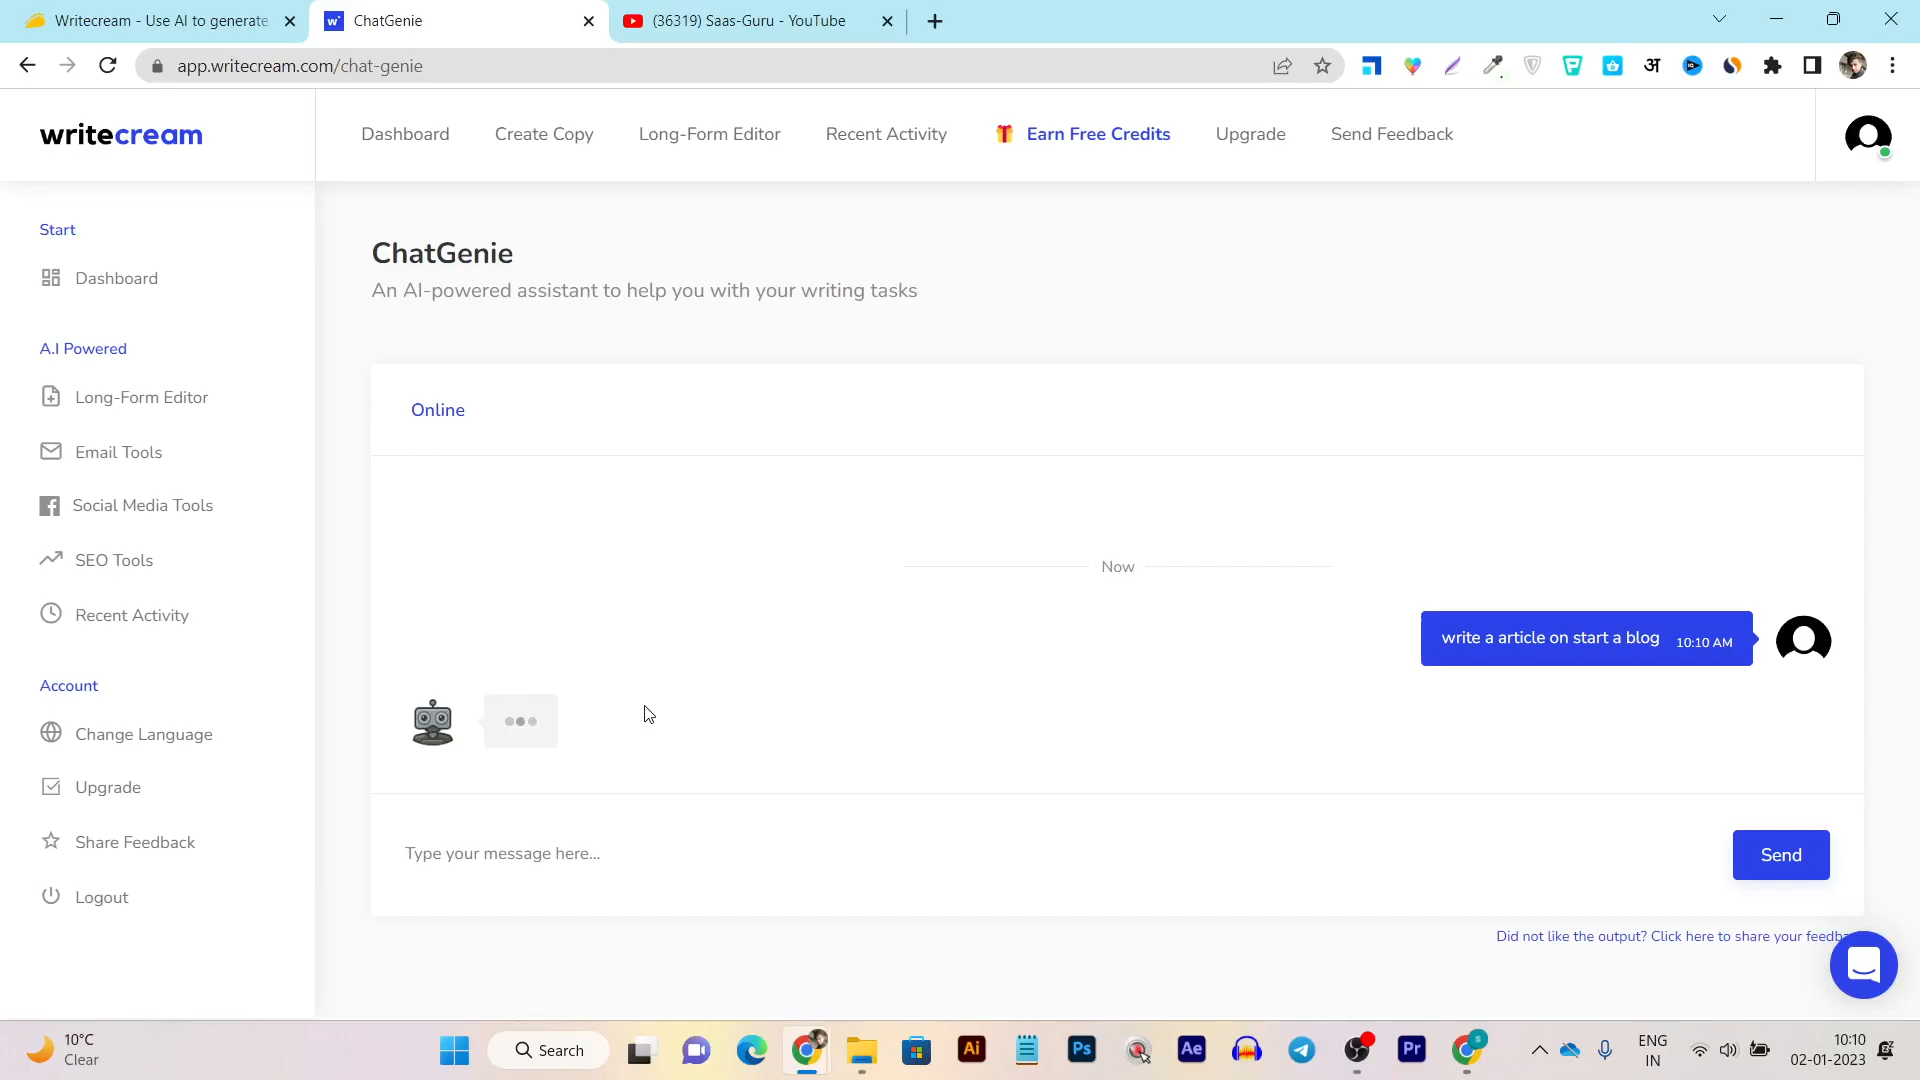 Writecream - Use AI to generate
ChatGenie
(36319) Saas-Guru - YouTube
app.writecream.com/chat-genie
अ
writecream
Dashboard
Create Copy
Long-Form Editor
Recent Activity
Earn Free Credits
Upgrade
Send Feedback
Start
Dashboard
A.I Powered
Long-Form Editor
Email Tools
Social Media Tools
SEO Tools
Recent Activity
Account
Change Language
Upgrade
Share Feedback
Logout
ChatGenie
An AI-powered assistant to help you with your writing tasks
Online
Now
write a article on start a blog 10:10 AM
Type your message here...
Send
Did not like the output? Click here to share your
10°C
Clear
Search
Ai
Ps
Ae
Pr
ENG
IN
10:10
02-01-2023